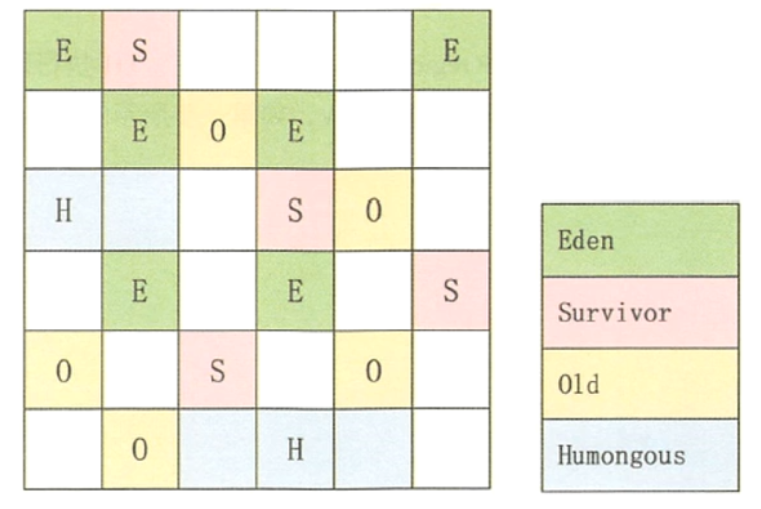 E S E
E O E
H S O
E E S
O S O
O H
Eden
Survivor
Old
Humongous